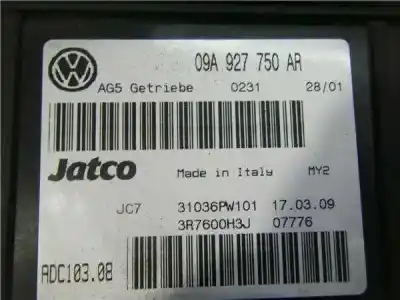 09A 927 750 AR
AG5 Getriebe 0231 28/01
Jatco Made in Italy MY2
JC7 31036PW101 17.03.09
3R7600H3J 07776
ADC103.08